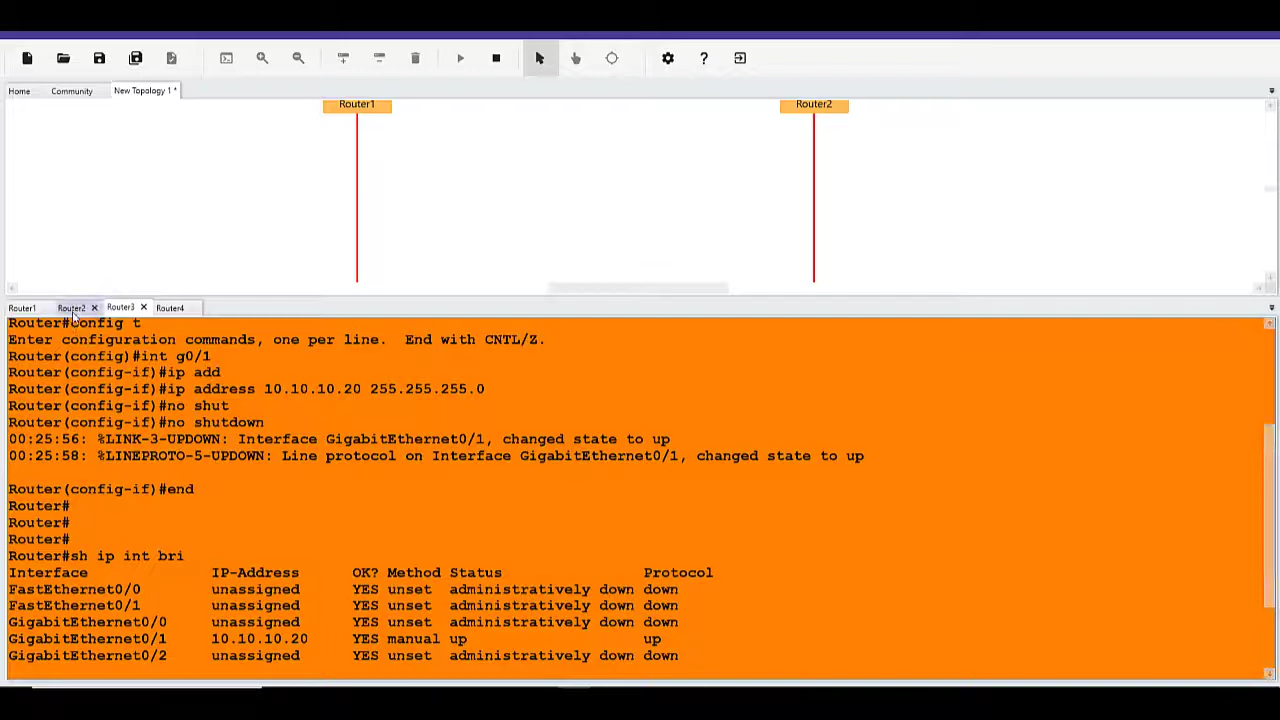 ?
Home Community New Topology 1 *
Router1 Router2
Router1 Router2 Router3 Router4
Router#config t
Enter configuration commands, one per line.  End with CNTL/Z.
Router(config)#int g0/1
Router(config-if)#ip add
Router(config-if)#ip address 10.10.10.20 255.255.255.0
Router(config-if)#no shut
Router(config-if)#no shutdown
00:25:56: %LINK-3-UPDOWN: Interface GigabitEthernet0/1, changed state to up
00:25:58: %LINEPROTO-5-UPDOWN: Line protocol on Interface GigabitEthernet0/1, changed state to up
Router(config-if)#end
Router#
Router#
Router#
Router#sh ip int bri
Interface IP-Address OK? Method Status Protocol
FastEthernet0/0 unassigned YES unset administratively down down
FastEthernet0/1 unassigned YES unset administratively down down
GigabitEthernet0/0 unassigned YES unset administratively down down
GigabitEthernet0/1 10.10.10.20 YES manual up up
GigabitEthernet0/2 unassigned YES unset administratively down down